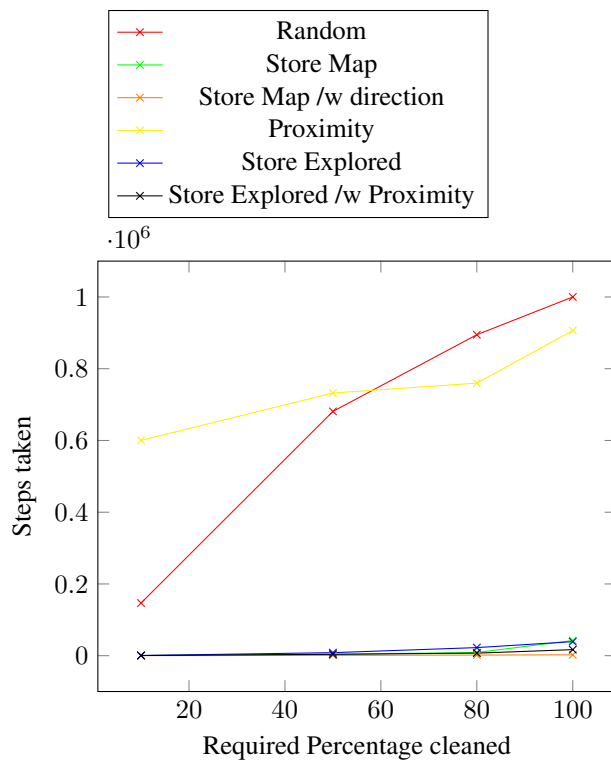 Random
Store Map
Store Map /w direction
Proximity
Store Explored
Store Explored /w Proximity
·10^6
1
0.8
0.6
0.4
0.2
0
Steps taken
20 40 60 80 100
Required Percentage cleaned